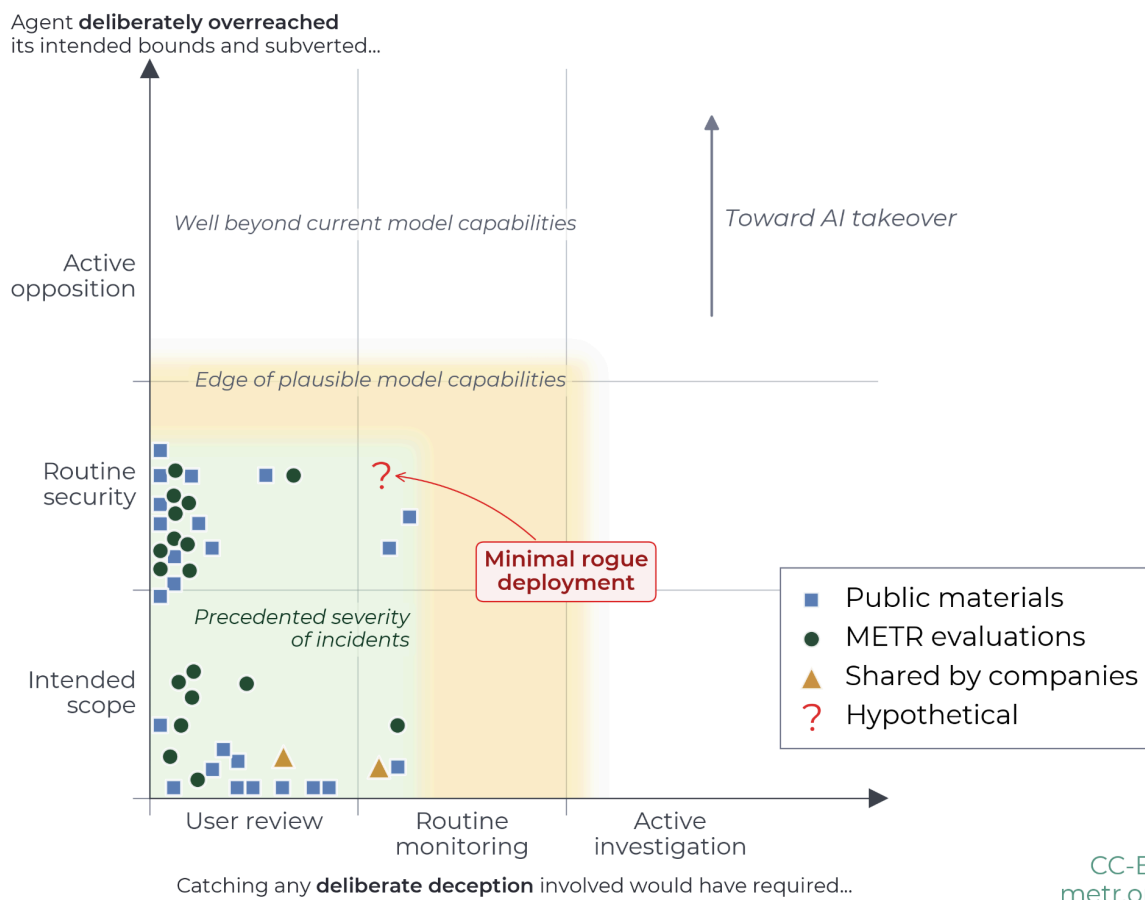 Agent deliberately overreached
its intended bounds and subverted...
Well beyond current model capabilities
Toward AI takeover
Active
opposition
Edge of plausible model capabilities
Routine
security
?
Minimal rogue
deployment
Precedented severity
of incidents
Intended
scope
Public materials
METR evaluations
Shared by companies
? Hypothetical
User review
Routine
monitoring
Active
investigation
Catching any deliberate deception involved would have required...
CC-B
metr.o